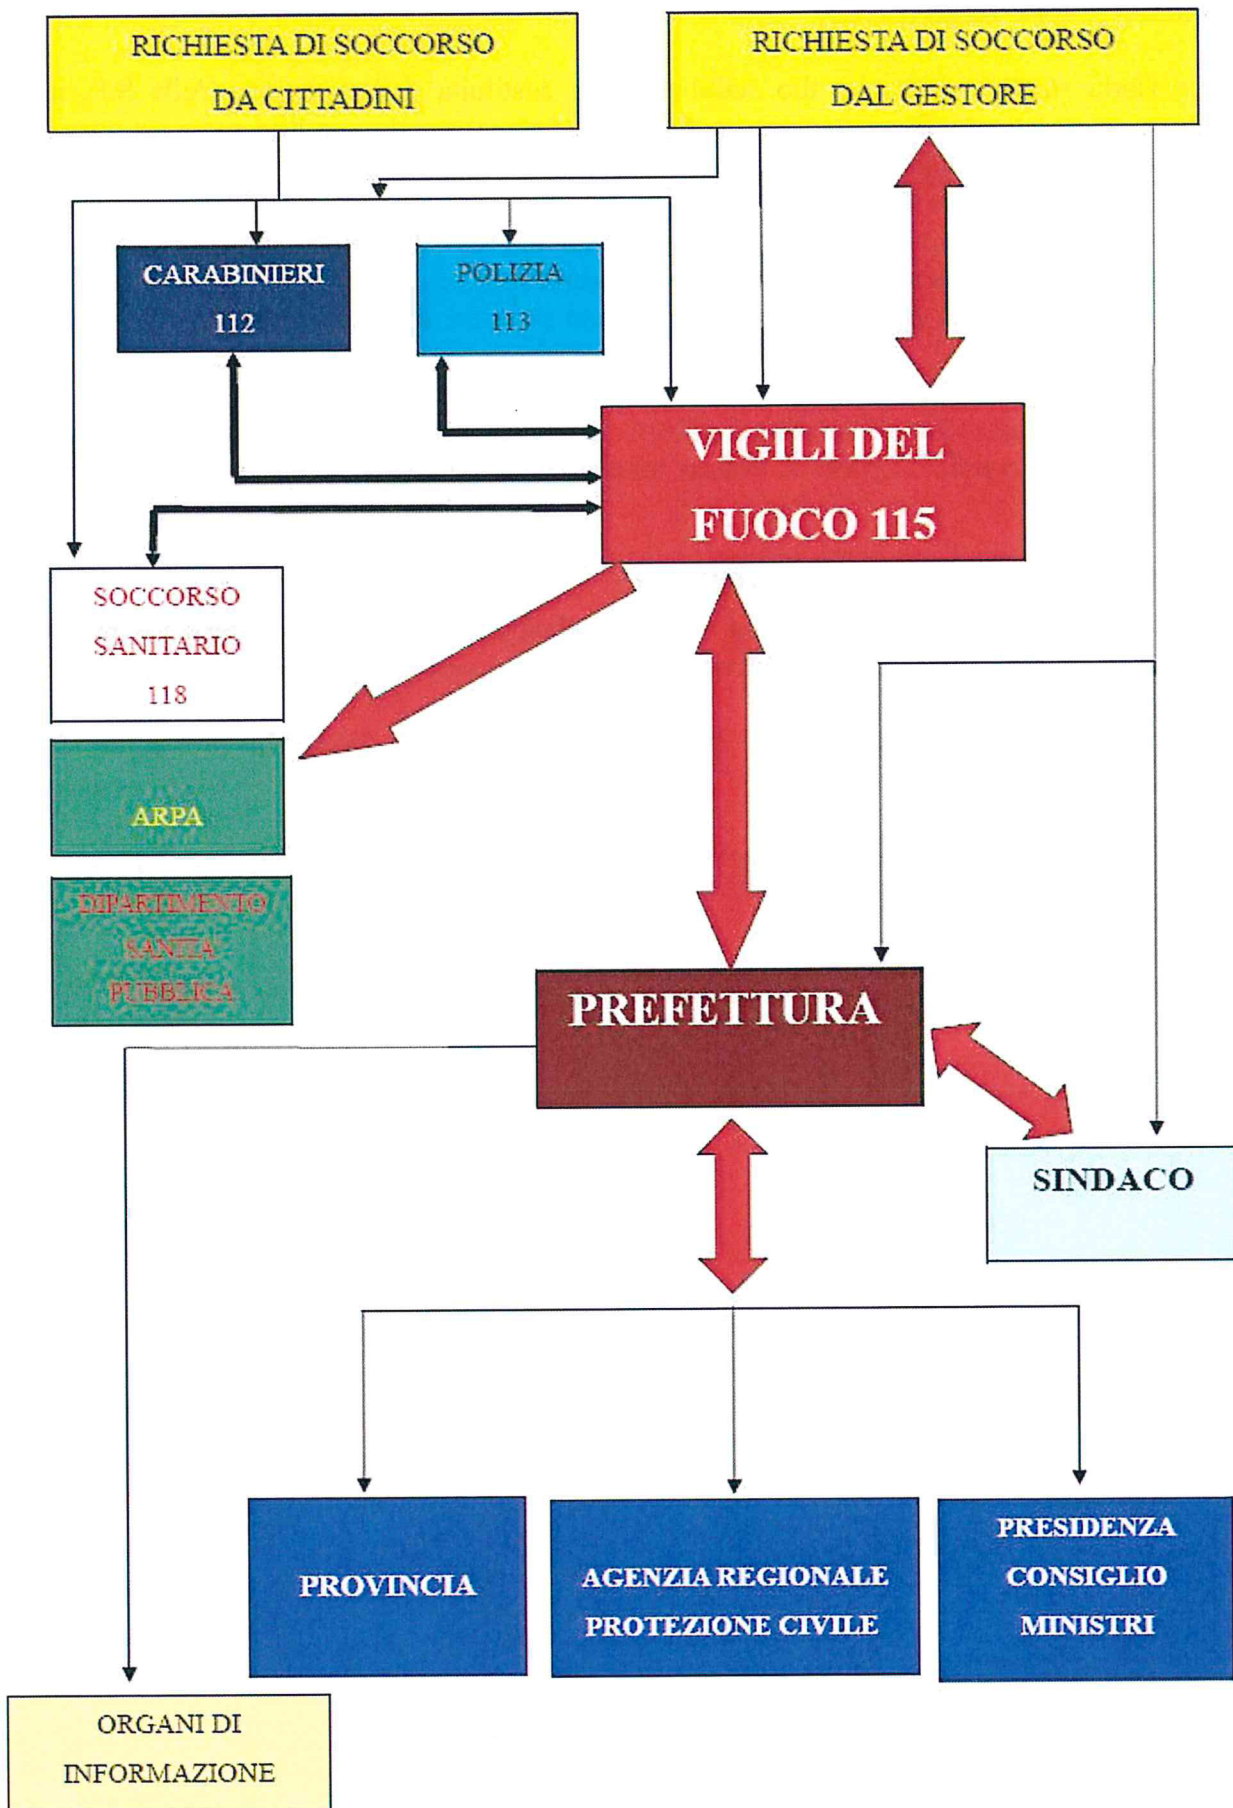 RICHIESTA DI SOCCORSO
DA CITTADINI
RICHIESTA DI SOCCORSO
DAL GESTORE
CARABINIERI
112
POLIZIA
113
VIGILI DEL
FUOCO 115
SOCCORSO
SANITARIO
118
ARPA
DIPARTIMENTO
SANITA
PUBBLICA
PREFETTURA
SINDACO
PROVINCIA
AGENZIA REGIONALE
PROTEZIONE CIVILE
PRESIDENZA
CONSIGLIO
MINISTRI
ORGANI DI
INFORMAZIONE